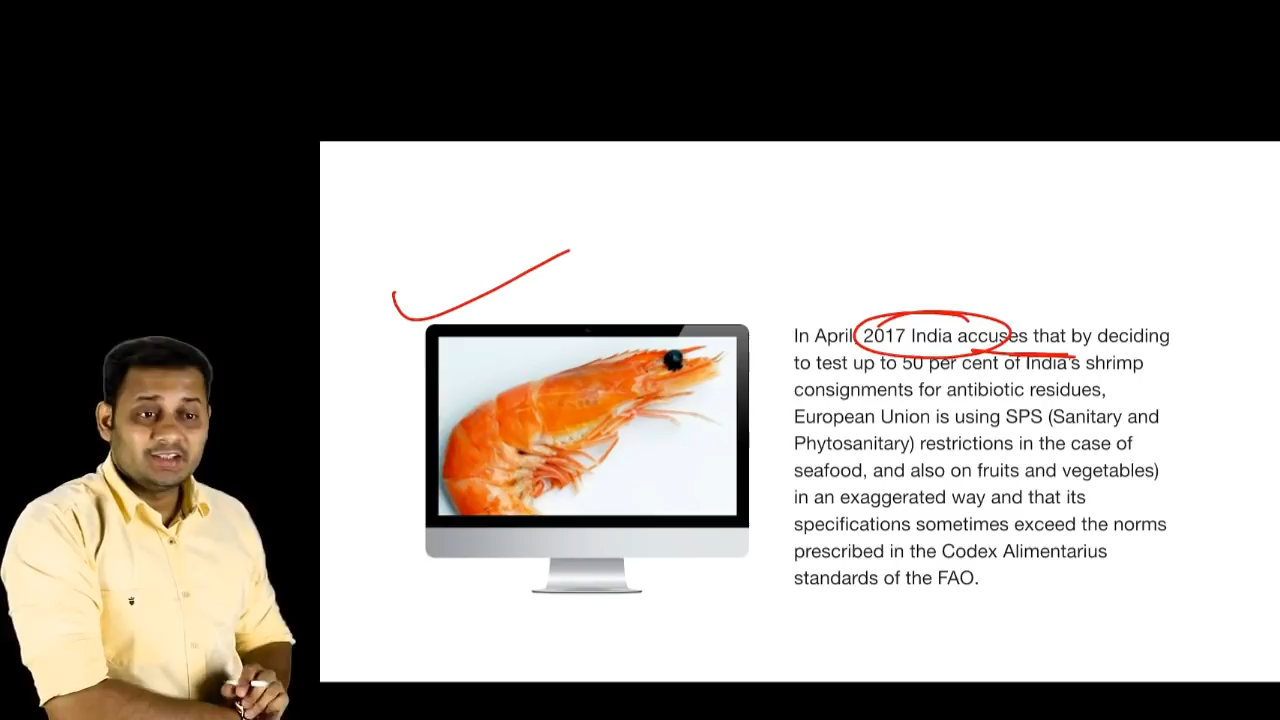 In April, 2017 India accuses that by deciding
to test up to 50 per cent of India's shrimp
consignments for antibiotic residues,
European Union is using SPS (Sanitary and
Phytosanitary) restrictions in the case of
seafood, and also on fruits and vegetables)
in an exaggerated way and that its
specifications sometimes exceed the norms
prescribed in the Codex Alimentarius
standards of the FAO.